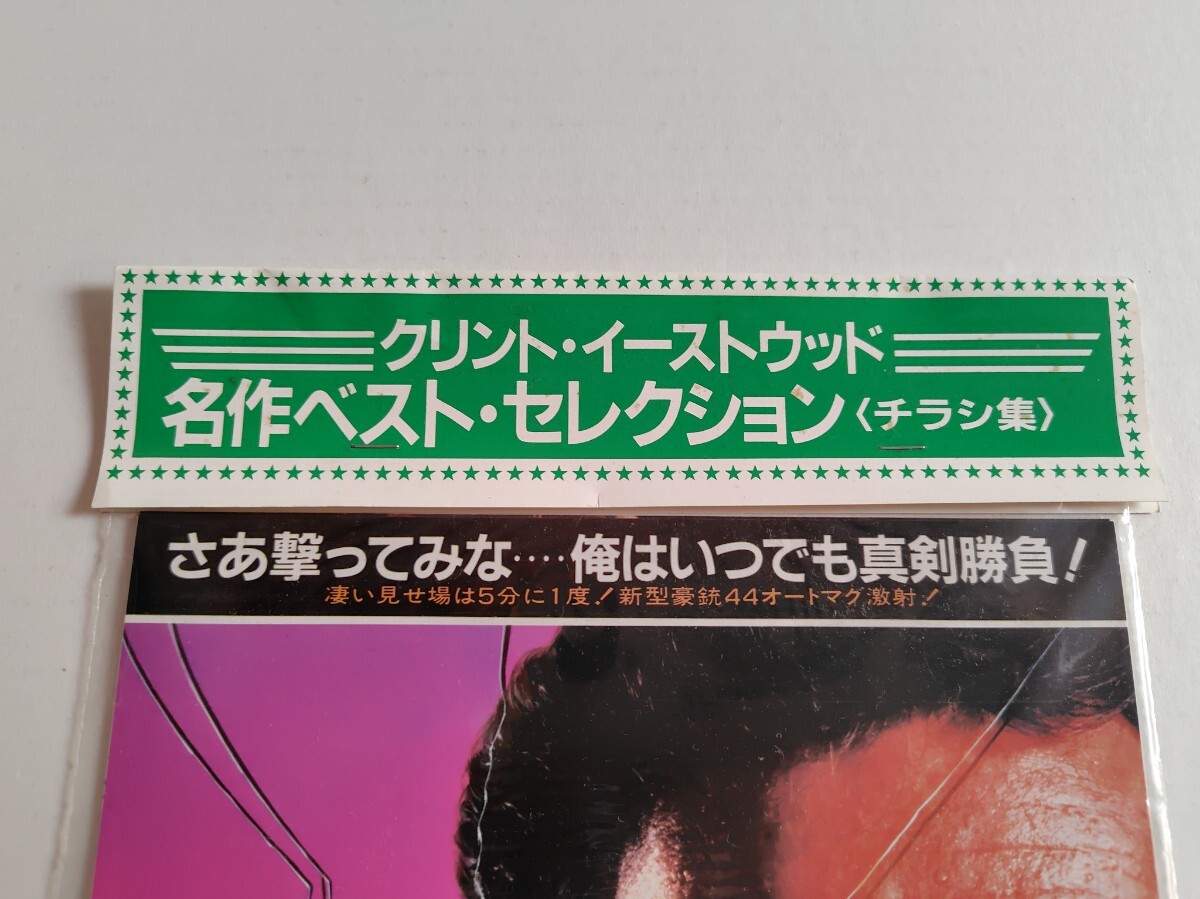 クリント・イーストウッド
名作ベスト・セレクション〈チラシ集〉
さあ撃ってみな‥‥俺はいつでも真剣勝負!
凄い見せ場は5分に1度!新型豪銃44オートマグ激射!